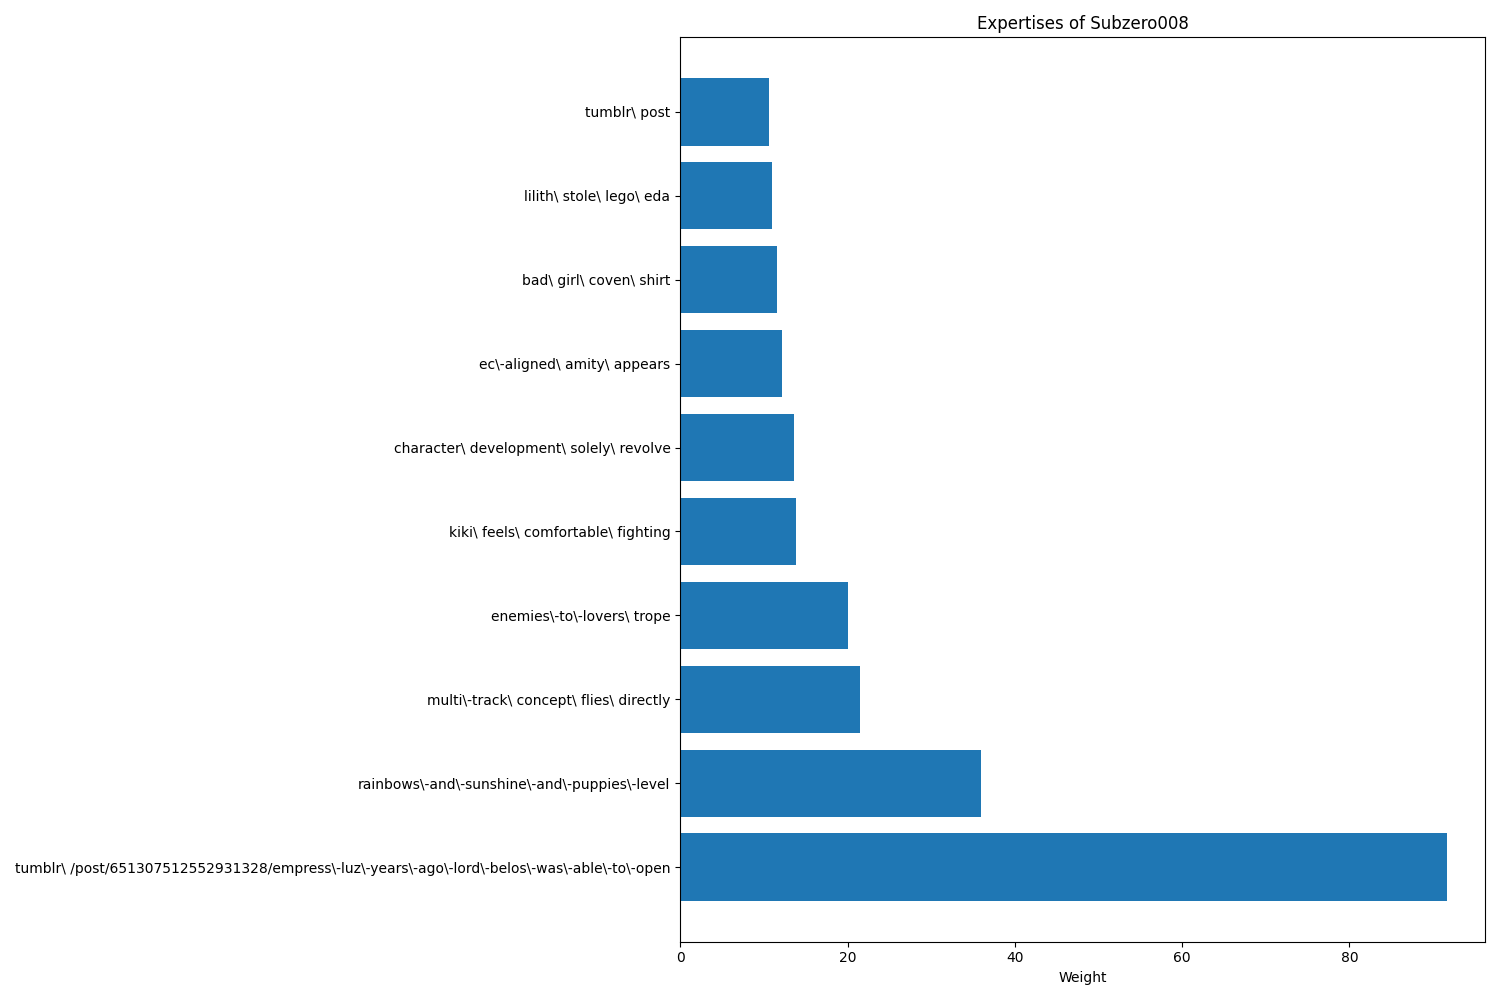 Expertises of Subzero008
tumblr\ post
lilith\ stole\ lego\ eda
bad\ girl\ coven\ shirt
ec\-aligned\ amity\ appears
character\ development\ solely\ revolve
kiki\ feels\ comfortable\ fighting
enemies\-to\-lovers\ trope
multi\-track\ concept\ flies\ directly
rainbows\-and\-sunshine\-and\-puppies\-level
tumblr\ /post/651307512552931328/empress\-luz\-years\-ago\-lord\-belos\-was\-able\-to\-open
0 20 40 60 80
Weight